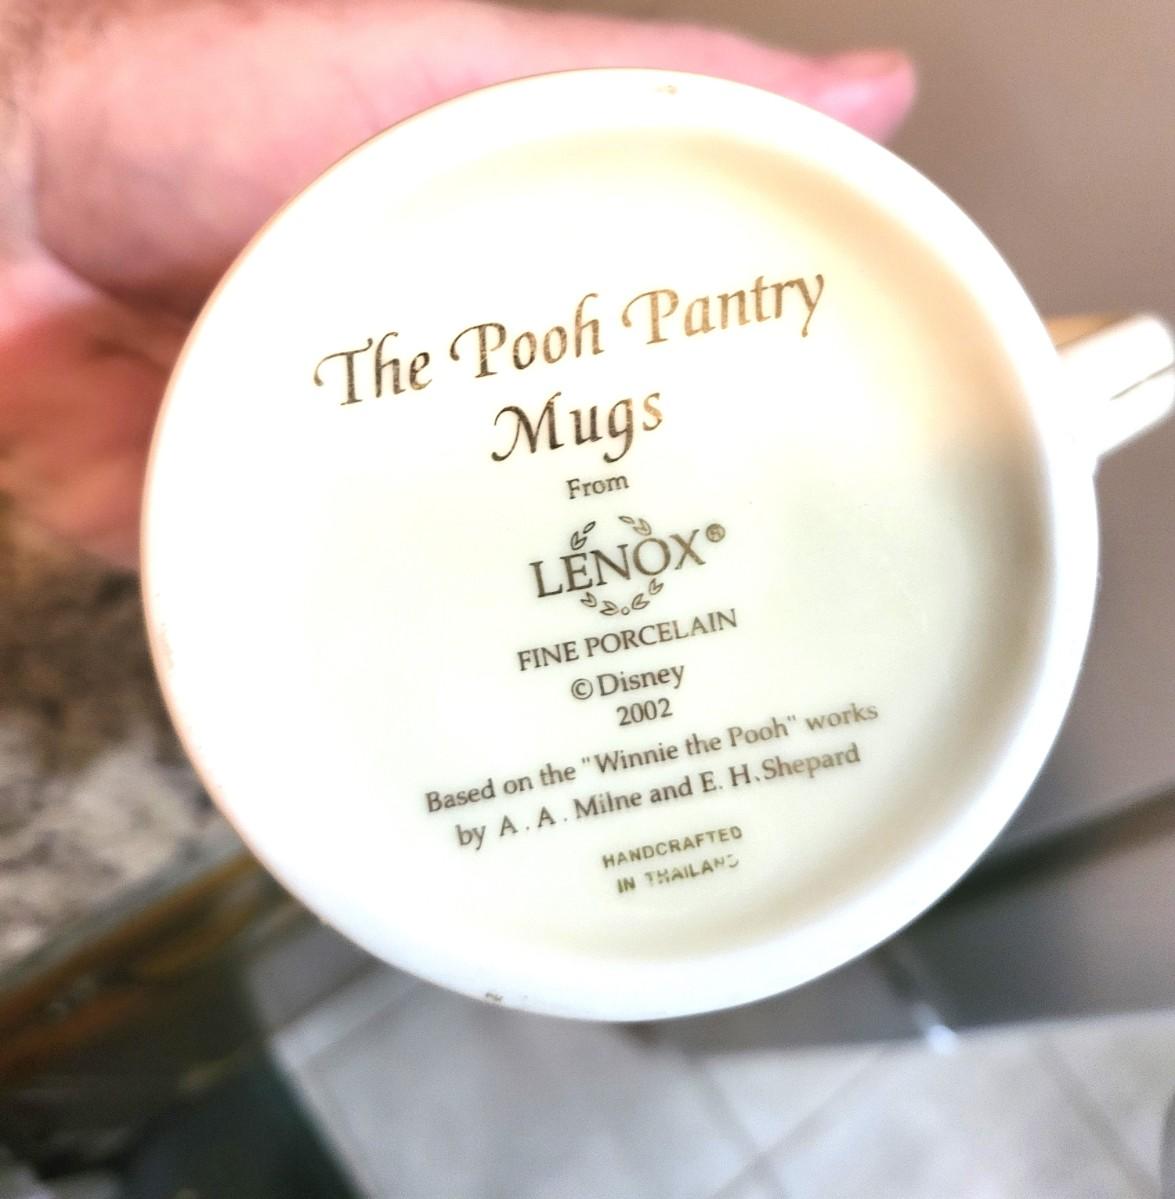 The Pooh Pantry
Mugs
From
LENOX®
FINE PORCELAIN
© Disney
2002
Based on the "Winnie the Pooh" works
by A. A. Milne and E. H. Shepard
HANDCRAFTED
IN THAILAND